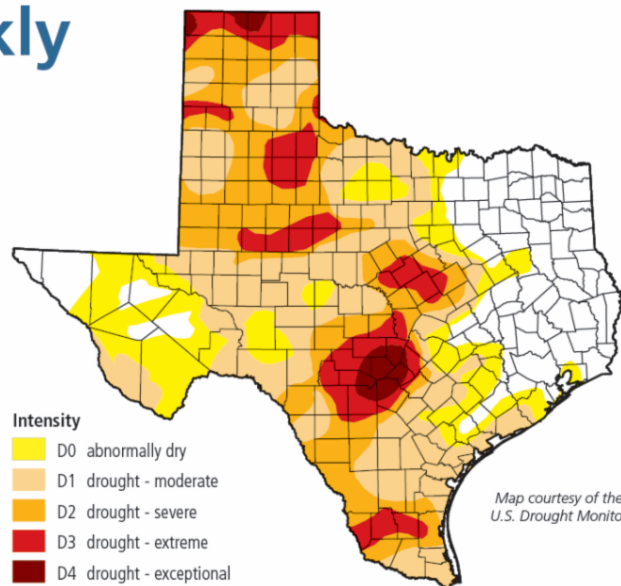 kly
Intensity
D0 abnormally dry
D1 drought - moderate
D2 drought - severe
D3 drought - extreme
D4 drought - exceptional
Map courtesy of the
U.S. Drought Monito